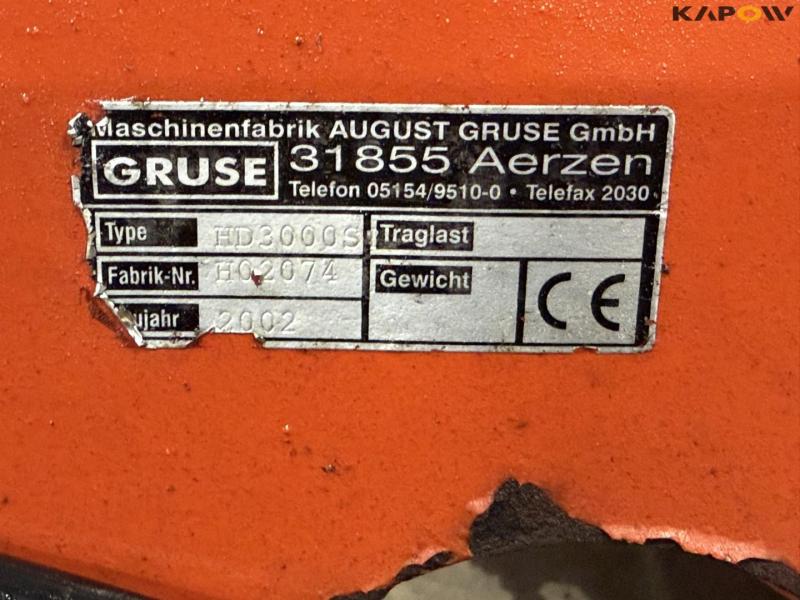 KAPOW
Maschinenfabrik AUGUST GRUSE GmbH
GRUSE
31855 Aerzen
Telefon 05154/9510-0 • Telefax 2030
Type HD3000S Traglast
Fabrik-Nr. H02074 Gewicht
ujahr 2002
CE